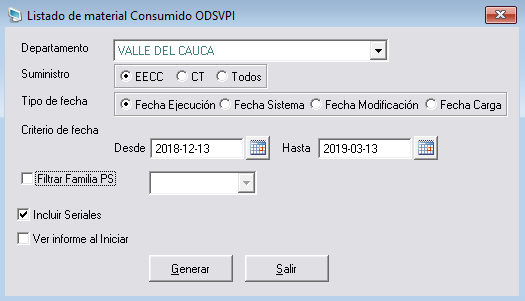 Listado de material Consumido ODSVPI
Departamento VALLE DEL CAUCA
Suministro EECC CT Todos
Tipo de fecha Fecha Ejecución Fecha Sistema Fecha Modificación Fecha Carga
Criterio de fecha
Desde 2018-12-13 Hasta 2019-03-13
Filtrar Familia PS
Incluir Seriales
Ver informe al Iniciar
Generar Salir